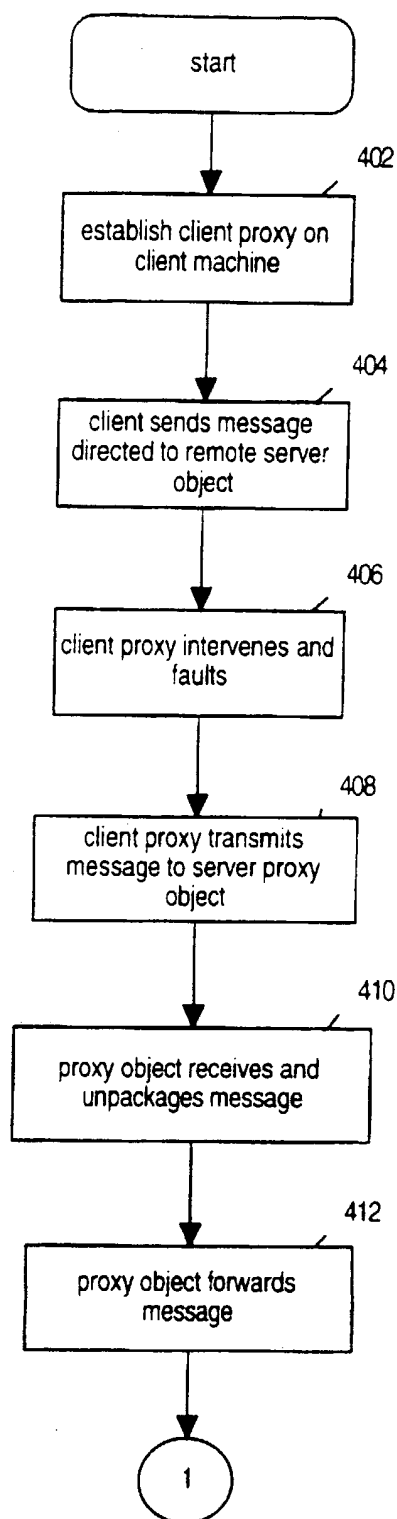 start
402
establish client proxy on
client machine
404
client sends message
directed to remote server
object
406
client proxy intervenes and
faults
408
client proxy transmits
message to server proxy
object
410
proxy object receives and
unpackages message
412
proxy object forwards
message
1